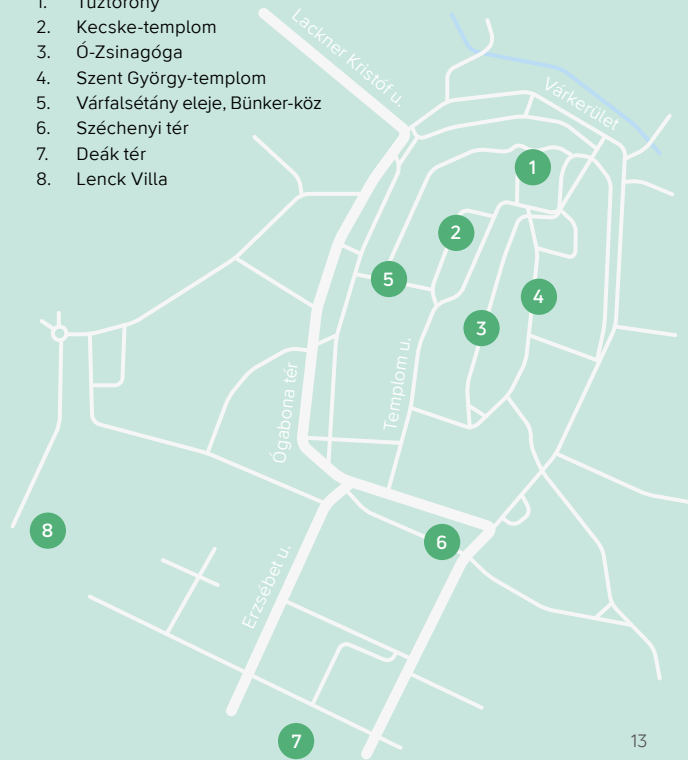 1. Tűztorony
2. Kecske-templom
3. Ó-Zsinagóga
4. Szent György-templom
5. Várfalsétány eleje, Bünker-köz
6. Széchenyi tér
7. Deák tér
8. Lenck Villa
Lackner Kristóf u.
Várkerület
1
2
5
4
3
Templom u.
Ógabona tér
8
6
Erzsébet u.
7
13